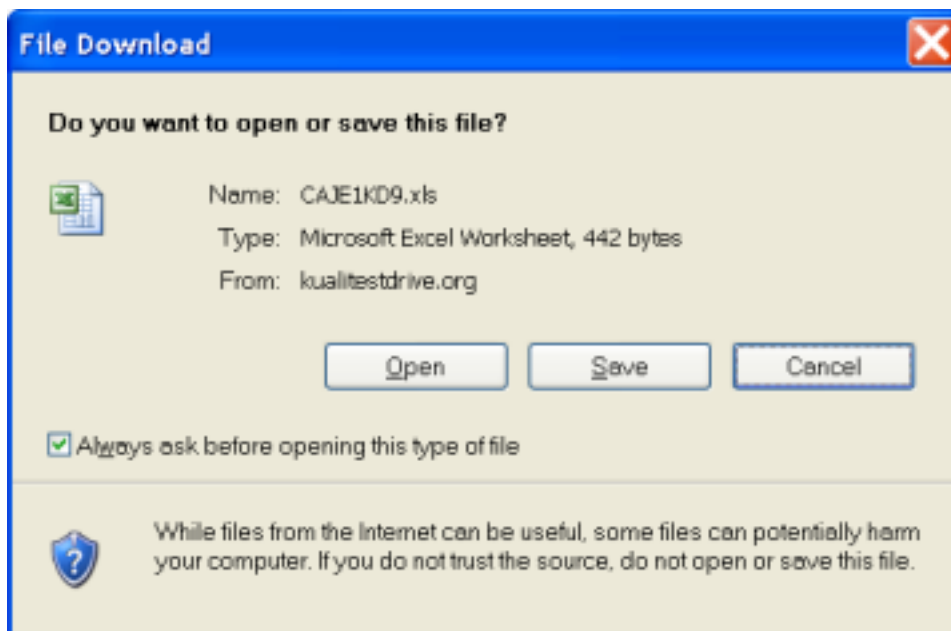 File Download
Do you want to open or save this file?
Name: CAJE1KD9.xls
Type: Microsoft Excel Worksheet, 442 bytes
From: kualitestdrive.org
Open Save Cancel
Always ask before opening this type of file
While files from the Internet can be useful, some files can potentially harm
your computer. If you do not trust the source, do not open or save this file.